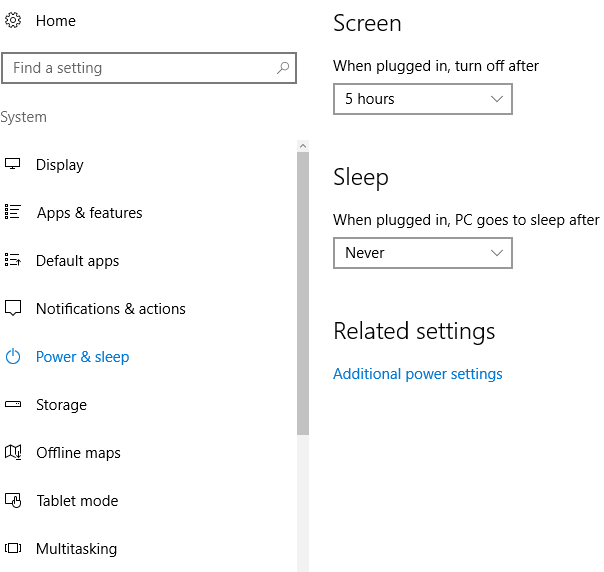 Home
Find a setting
System
Display
Apps & features
Default apps
Notifications & actions
Power & sleep
Storage
Offline maps
Tablet mode
Multitasking
Screen
When plugged in, turn off after
5 hours
Sleep
When plugged in, PC goes to sleep after
Never
Related settings
Additional power settings